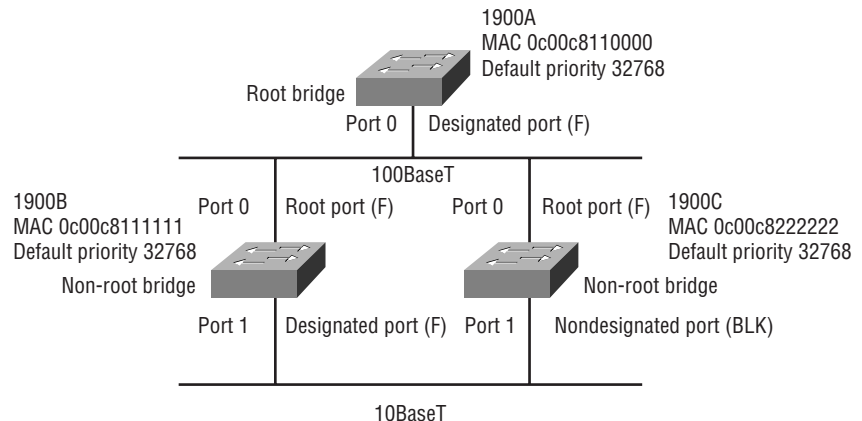 1900A
MAC 0c00c8110000
Default priority 32768
Root bridge
Port 0
Designated port (F)
100BaseT
1900B
MAC 0c00c8111111
Default priority 32768
Non-root bridge
Port 0
Root port (F)
Port 0
Root port (F)
1900C
MAC 0c00c8222222
Default priority 32768
Non-root bridge
Port 1
Designated port (F)
Port 1
Nondesignated port (BLK)
10BaseT